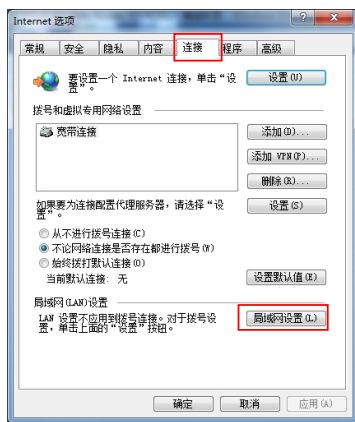 Internet 选项
常规 安全 隐私 内容 连接 程序 高级
要设置一个 Internet 连接，单击“设
置”。
设置(U)
拨号和虚拟专用网络设置
宽带连接
添加(D)...
添加 VPN(P)...
删除(R)...
如果要为连接配置代理服务器，请选择“设
置”。
设置(S)
从不进行拨号连接(C)
不论网络连接是否存在都进行拨号(W)
始终拨打默认连接(O)
当前默认连接： 无
设置默认值(E)
局域网(LAN)设置
LAN 设置不应用到拨号连接。对于拨号设
置，单击上面的“设置”按钮。
局域网设置(L)
确定 取消 应用(A)